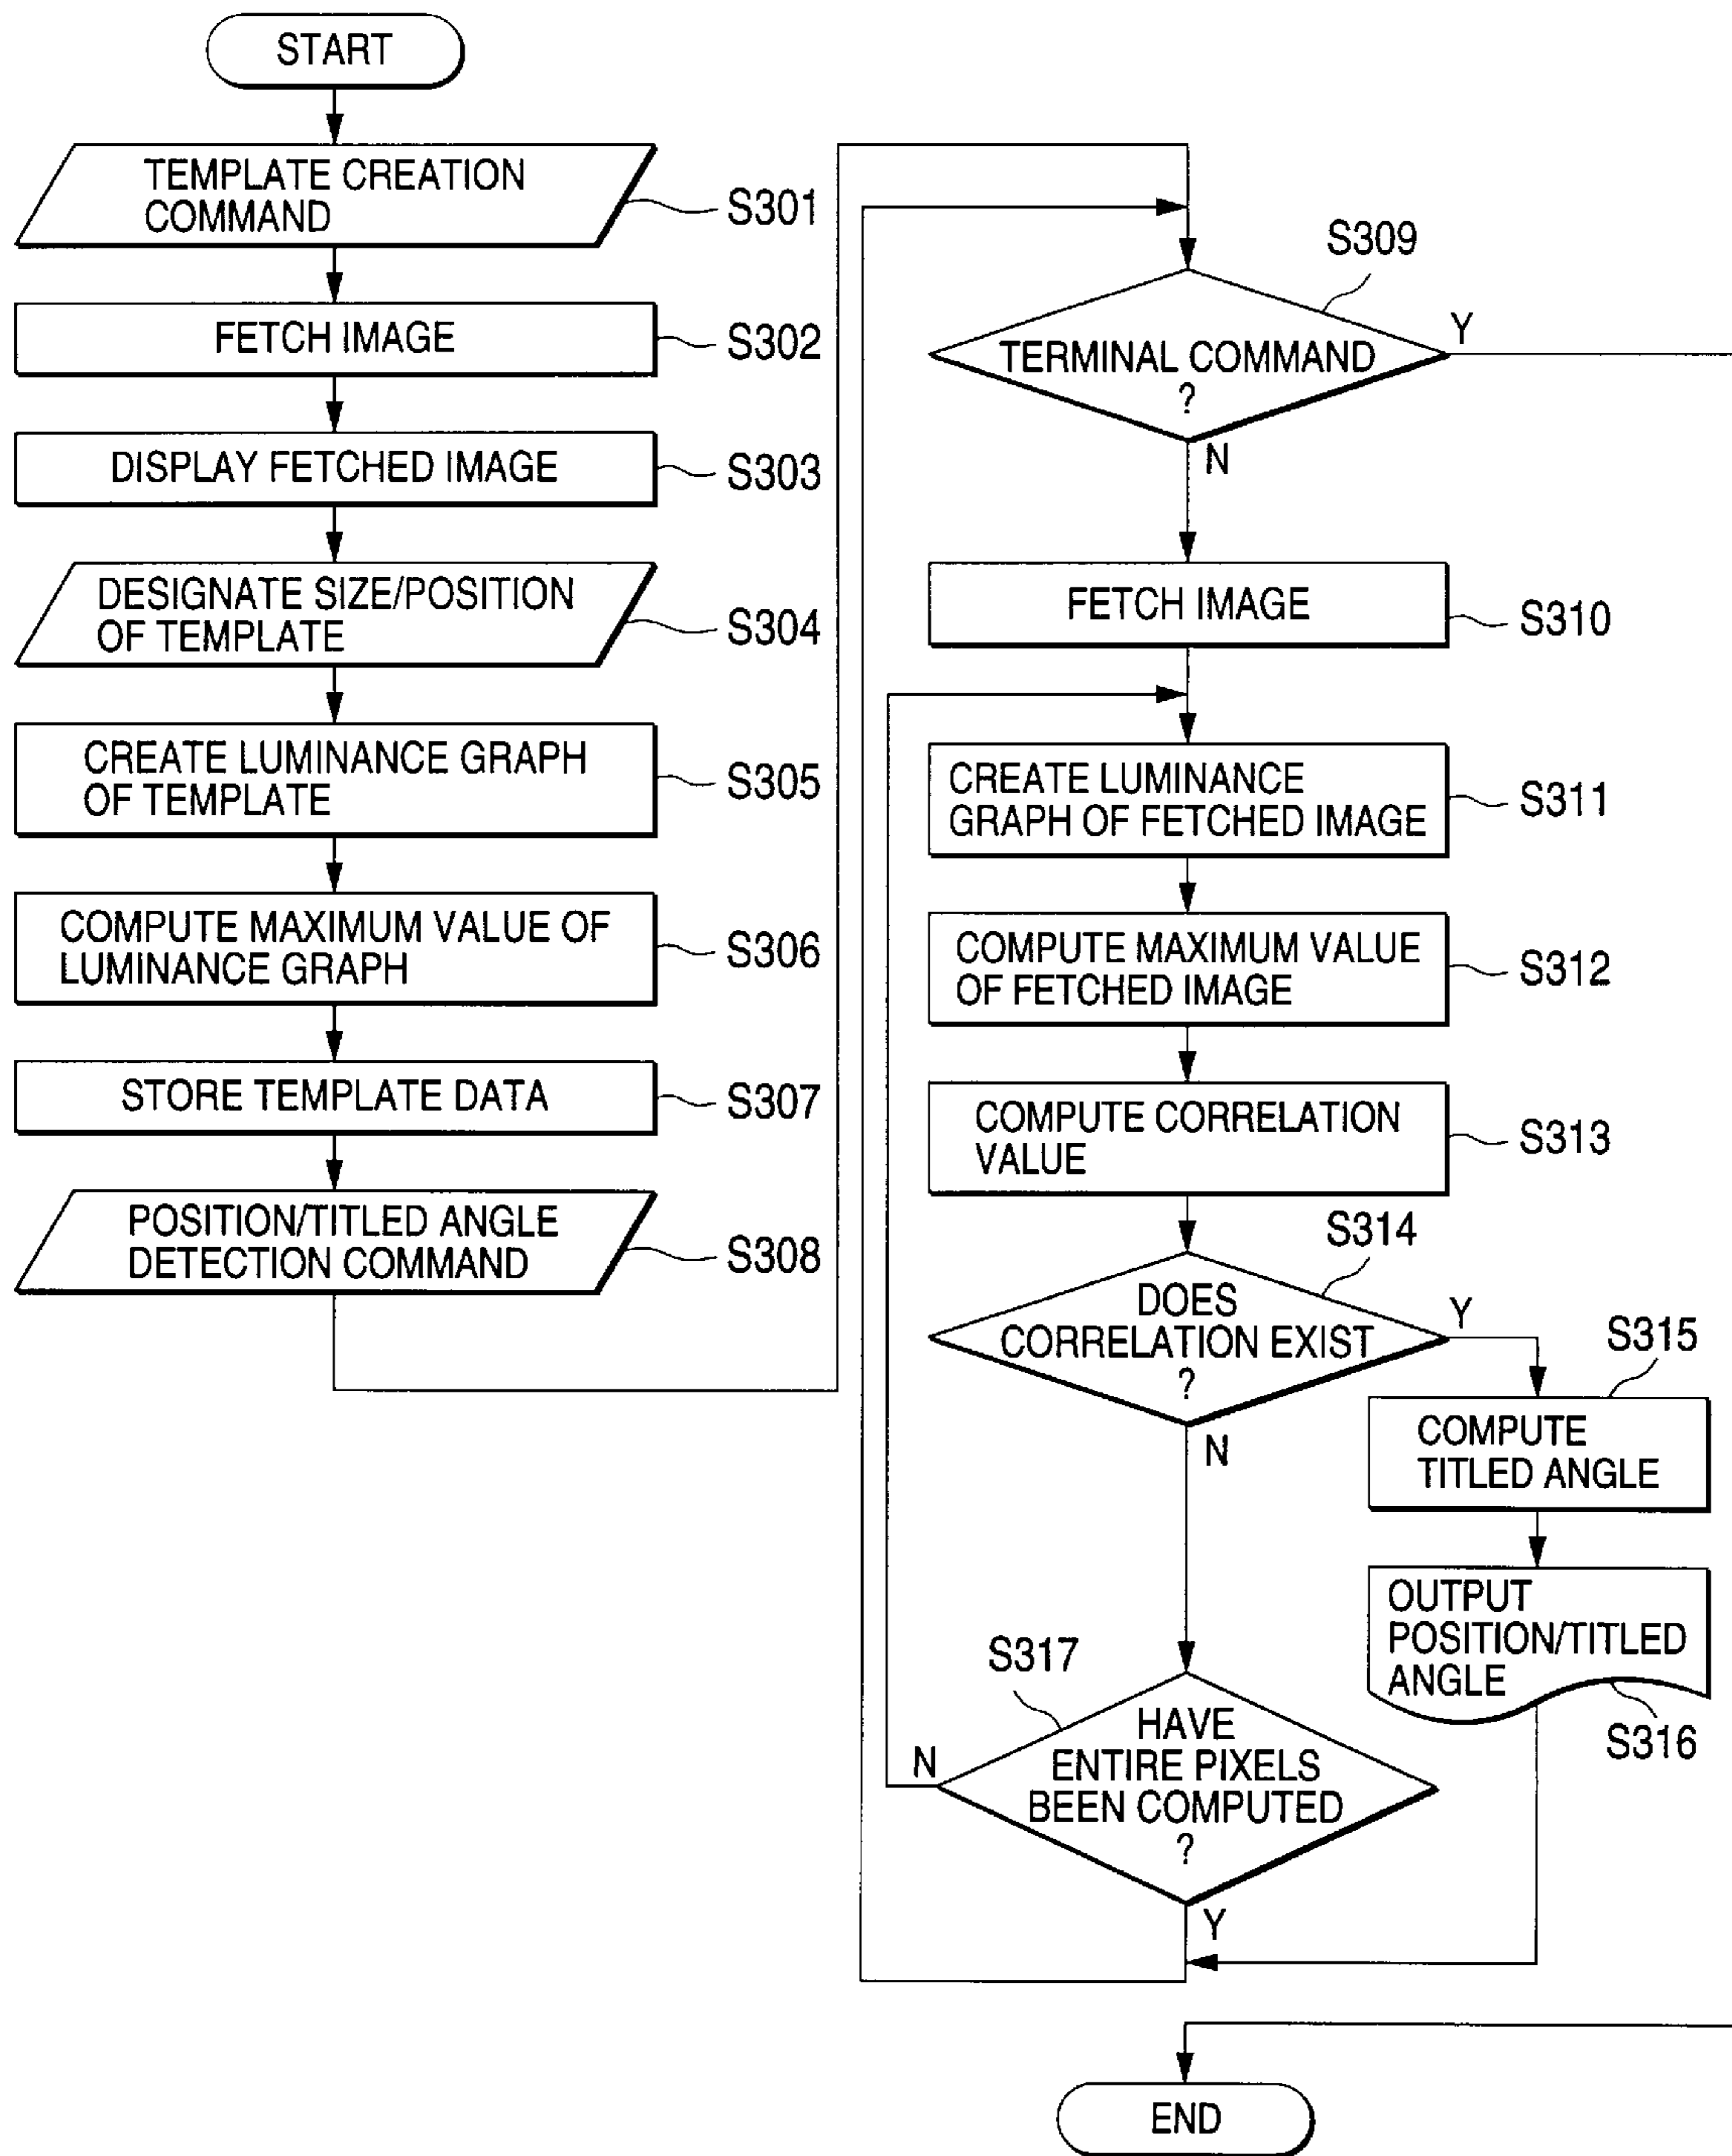 START
TEMPLATE CREATION
COMMAND
S301
FETCH IMAGE
S302
DISPLAY FETCHED IMAGE
S303
DESIGNATE SIZE/POSITION
OF TEMPLATE
S304
CREATE LUMINANCE GRAPH
OF TEMPLATE
S305
COMPUTE MAXIMUM VALUE OF
LUMINANCE GRAPH
S306
STORE TEMPLATE DATA
S307
POSITION/TITLED ANGLE
DETECTION COMMAND
S308
S309
TERMINAL COMMAND
?
Y
N
FETCH IMAGE
S310
CREATE LUMINANCE
GRAPH OF FETCHED IMAGE
S311
COMPUTE MAXIMUM VALUE
OF FETCHED IMAGE
S312
COMPUTE CORRELATION
VALUE
S313
S314
DOES
CORRELATION EXIST
?
Y
N
S315
COMPUTE
TITLED ANGLE
OUTPUT
POSITION/TITLED
ANGLE
S316
S317
HAVE
ENTIRE PIXELS
BEEN COMPUTED
?
N
Y
END